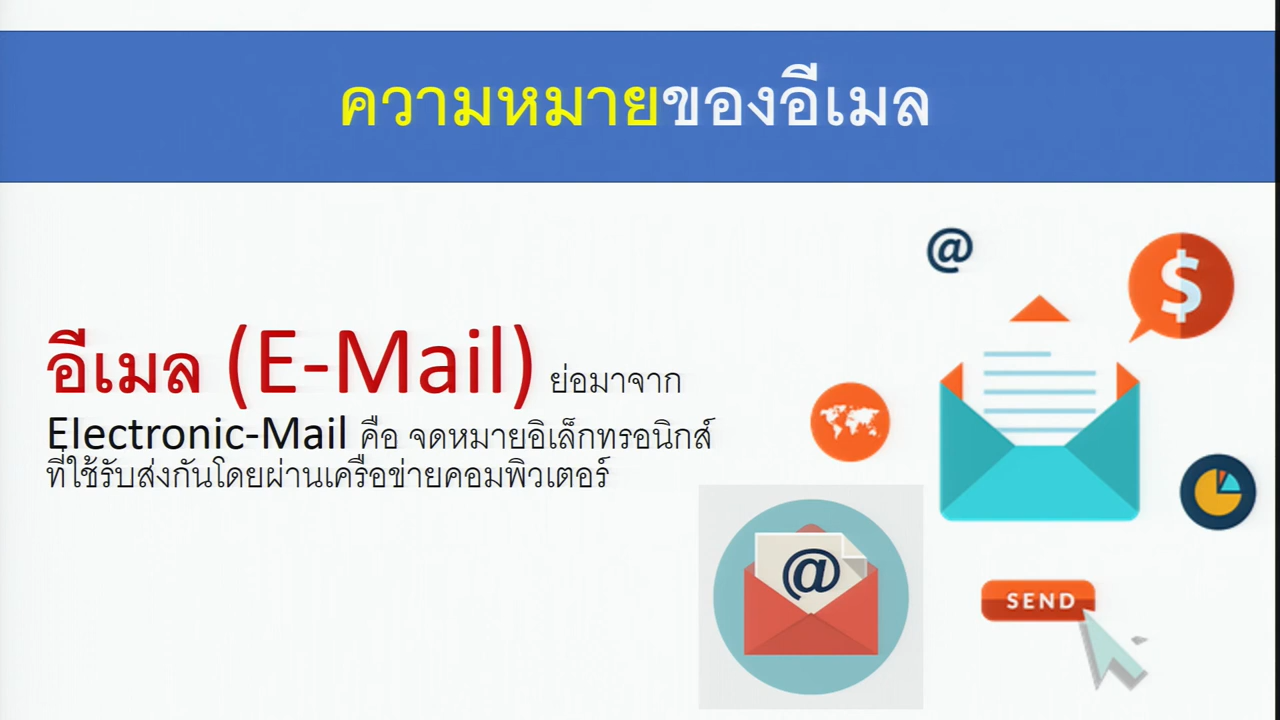 ความหมายของอีเมล
อีเมล (E-Mail) ย่อมาจาก
Electronic-Mail คือ จดหมายอิเล็กทรอนิกส์
ที่ใช้รับส่งกันโดยผ่านเครือข่ายคอมพิวเตอร์
@
$
@
SEND